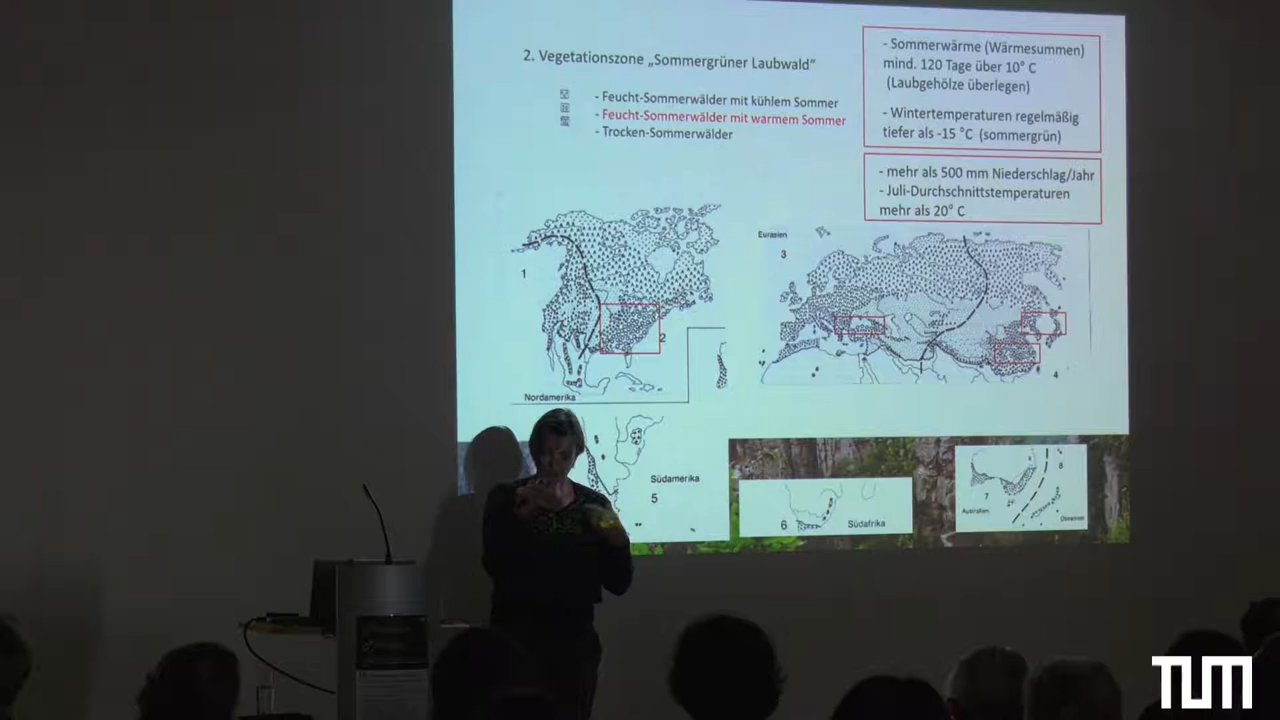 2. Vegetationszone „Sommergrüner Laubwald“
- Feucht-Sommerwälder mit kühlem Sommer
- Feucht-Sommerwälder mit warmem Sommer
- Trocken-Sommerwälder
- Sommerwärme (Wärmesummen)
mind. 120 Tage über 10° C
(Laubgehölze überlegen)
- Wintertemperaturen regelmäßig
tiefer als -15 °C (sommergrün)
- mehr als 500 mm Niederschlag/Jahr
- Juli-Durchschnittstemperaturen
mehr als 20° C
1
2
Nordamerika
Eurasien
3
4
Südamerika
5
6
Südafrika
7
8
Australien
Ozeanien
TUM